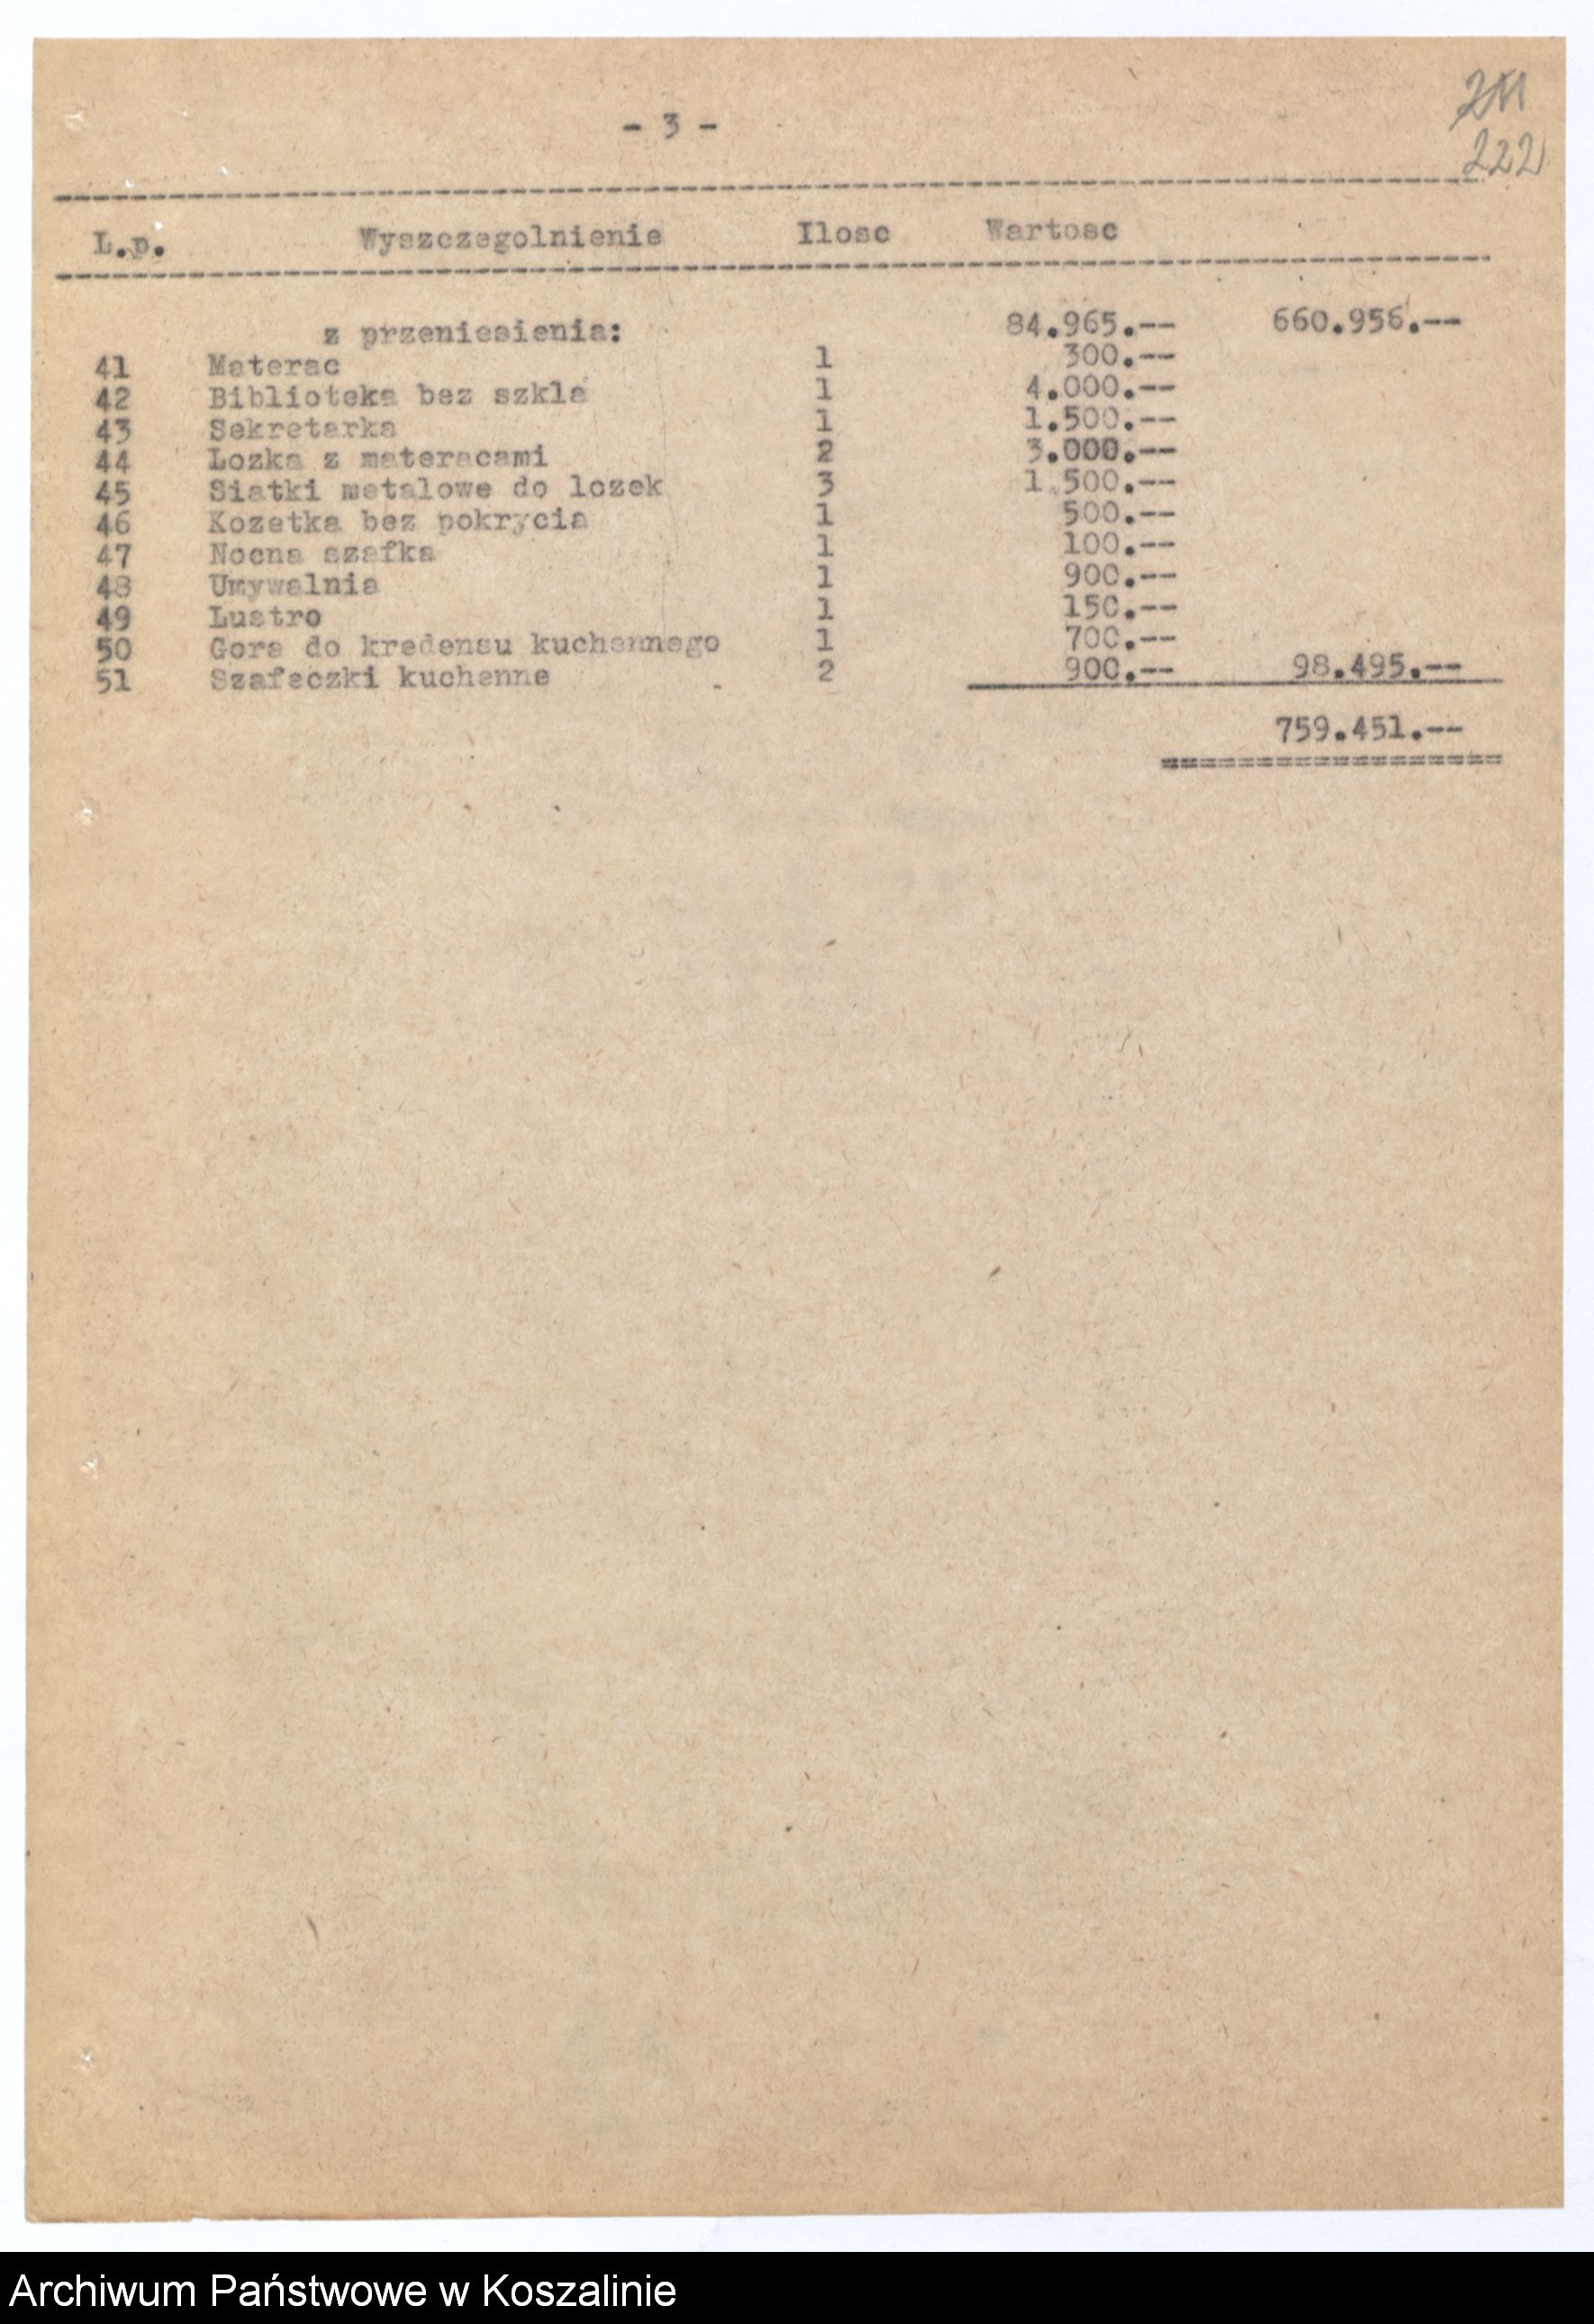 211
222
- 3 -
L.p. Wyszczegolnienie Ilosc Wartosc
z przeniesienia: 84.965.-- 660.956.--
41 Materac 1 300.--
42 Biblioteka bez szkla 1 4.000.--
43 Sekretarka 1 1.500.--
44 Lozka z materacami 2 3.000.--
45 Siatki metalowe do lozek 3 1.500.--
46 Kozetka bez pokrycia 1 500.--
47 Nocna szafka 1 100.--
48 Umywalnia 1 900.--
49 Lustro 1 150.--
50 Gora do kredensu kuchennego 1 700.--
51 Szafeczki kuchenne 2 900.-- 98.495.--
759.451.--
Archiwum Państwowe w Koszalinie